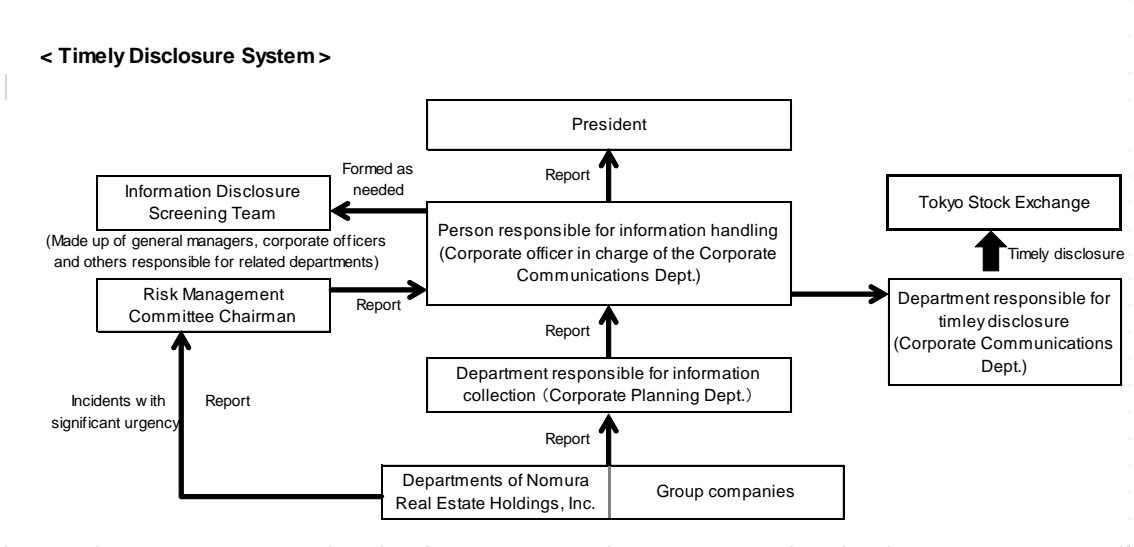 < Timely Disclosure System >
President
Report
Formed as
needed
Information Disclosure
Screening Team
(Made up of general managers, corporate officers
and others responsible for related departments)
Person responsible for information handling
(Corporate officer in charge of the Corporate
Communications Dept.)
Tokyo Stock Exchange
Timely disclosure
Risk Management
Committee Chairman
Report
Department responsible for
timley disclosure
(Corporate Communications
Dept.)
Report
Department responsible for information
collection (Corporate Planning Dept.)
Incidents with
significant urgency
Report
Report
Departments of Nomura
Real Estate Holdings, Inc.
Group companies